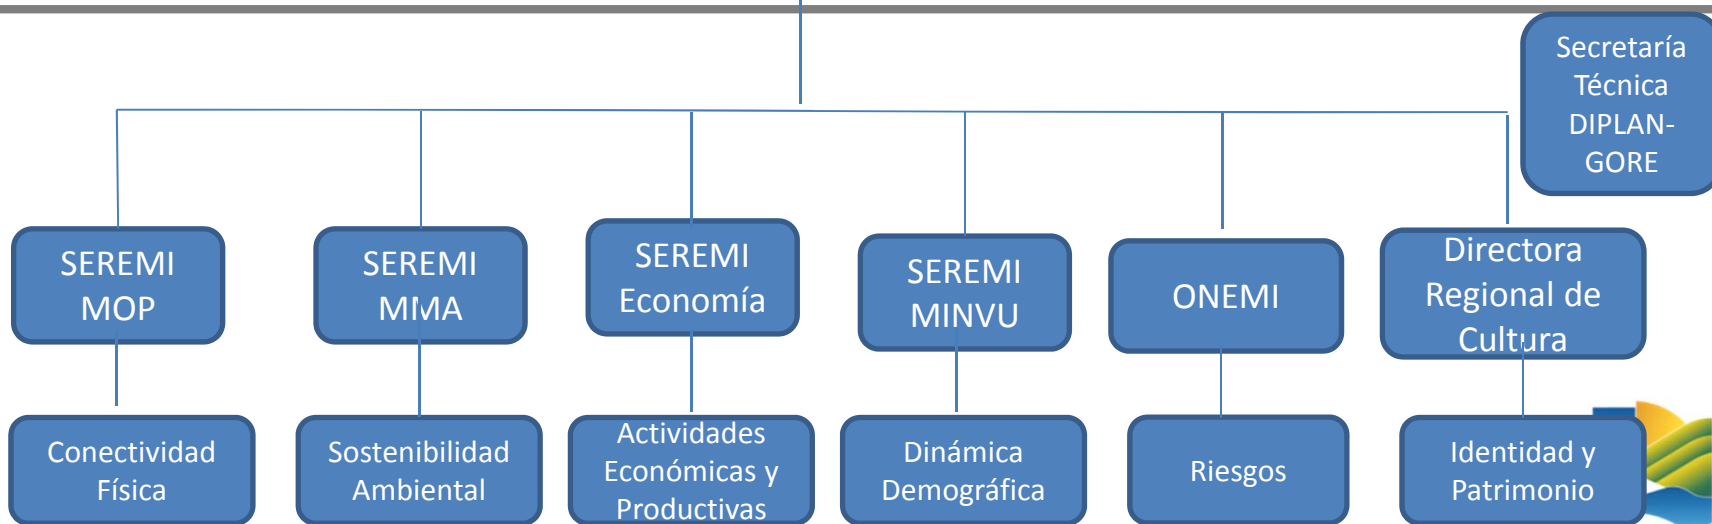 Secretaría
Técnica
DIPLAN-
GORE
SEREMI
MOP
SEREMI
MMA
SEREMI
Economía
SEREMI
MINVU
ONEMI
Directora
Regional de
Cultura
Conectividad
Física
Sostenibilidad
Ambiental
Actividades
Económicas y
Productivas
Dinámica
Demográfica
Riesgos
Identidad y
Patrimonio